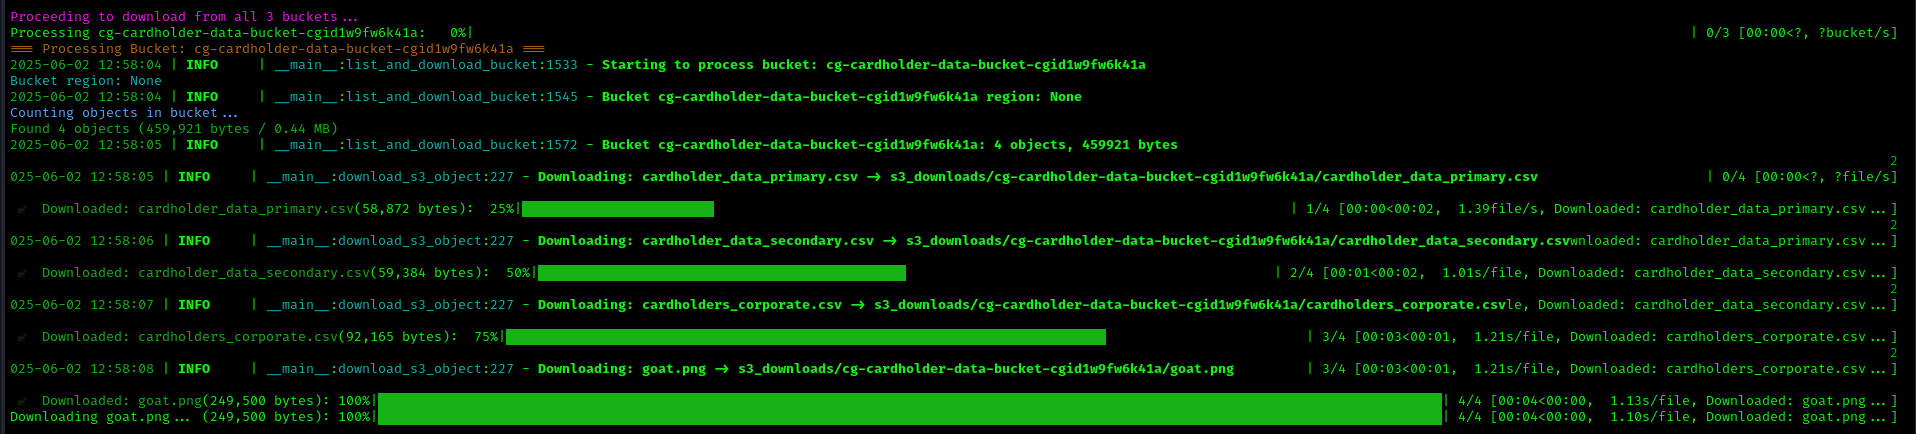 Proceeding to download from all 3 buckets...
Processing cg-cardholder-data-bucket-cgid1w9fw6k41a:   0%|                    | 0/3 [00:00<?, ?bucket/s]
=== Processing Bucket: cg-cardholder-data-bucket-cgid1w9fw6k41a ===
2025-06-02 12:58:04 | INFO     | __main__:list_and_download_bucket:1533 - Starting to process bucket: cg-cardholder-data-bucket-cgid1w9fw6k41a
Bucket region: None
2025-06-02 12:58:04 | INFO     | __main__:list_and_download_bucket:1545 - Bucket cg-cardholder-data-bucket-cgid1w9fw6k41a region: None
Counting objects in bucket...
Found 4 objects (459,921 bytes / 0.44 MB)
2025-06-02 12:58:05 | INFO     | __main__:list_and_download_bucket:1572 - Bucket cg-cardholder-data-bucket-cgid1w9fw6k41a: 4 objects, 459921 bytes
2
025-06-02 12:58:05 | INFO     | __main__:download_s3_object:227 - Downloading: cardholder_data_primary.csv → s3_downloads/cg-cardholder-data-bucket-cgid1w9fw6k41a/cardholder_data_primary.csv                    | 0/4 [00:00<?, ?file/s]
✓  Downloaded: cardholder_data_primary.csv(58,872 bytes):  25%|                    | 1/4 [00:00<00:02,  1.39file/s, Downloaded: cardholder_data_primary.csv...]
2
025-06-02 12:58:06 | INFO     | __main__:download_s3_object:227 - Downloading: cardholder_data_secondary.csv → s3_downloads/cg-cardholder-data-bucket-cgid1w9fw6k41a/cardholder_data_secondary.csvwnloaded: cardholder_data_primary.csv...]
✓  Downloaded: cardholder_data_secondary.csv(59,384 bytes):  50%|                    | 2/4 [00:01<00:02,  1.01s/file, Downloaded: cardholder_data_secondary.csv...]
2
025-06-02 12:58:07 | INFO     | __main__:download_s3_object:227 - Downloading: cardholders_corporate.csv → s3_downloads/cg-cardholder-data-bucket-cgid1w9fw6k41a/cardholders_corporate.csvle, Downloaded: cardholder_data_secondary.csv...]
✓  Downloaded: cardholders_corporate.csv(92,165 bytes):  75%|                    | 3/4 [00:03<00:01,  1.21s/file, Downloaded: cardholders_corporate.csv...]
2
025-06-02 12:58:08 | INFO     | __main__:download_s3_object:227 - Downloading: goat.png → s3_downloads/cg-cardholder-data-bucket-cgid1w9fw6k41a/goat.png         | 3/4 [00:03<00:01,  1.21s/file, Downloaded: cardholders_corporate.csv...]
✓  Downloaded: goat.png(249,500 bytes): 100%|                    | 4/4 [00:04<00:00,  1.13s/file, Downloaded: goat.png...]
Downloading goat.png... (249,500 bytes): 100%|                    | 4/4 [00:04<00:00,  1.10s/file, Downloaded: goat.png...]